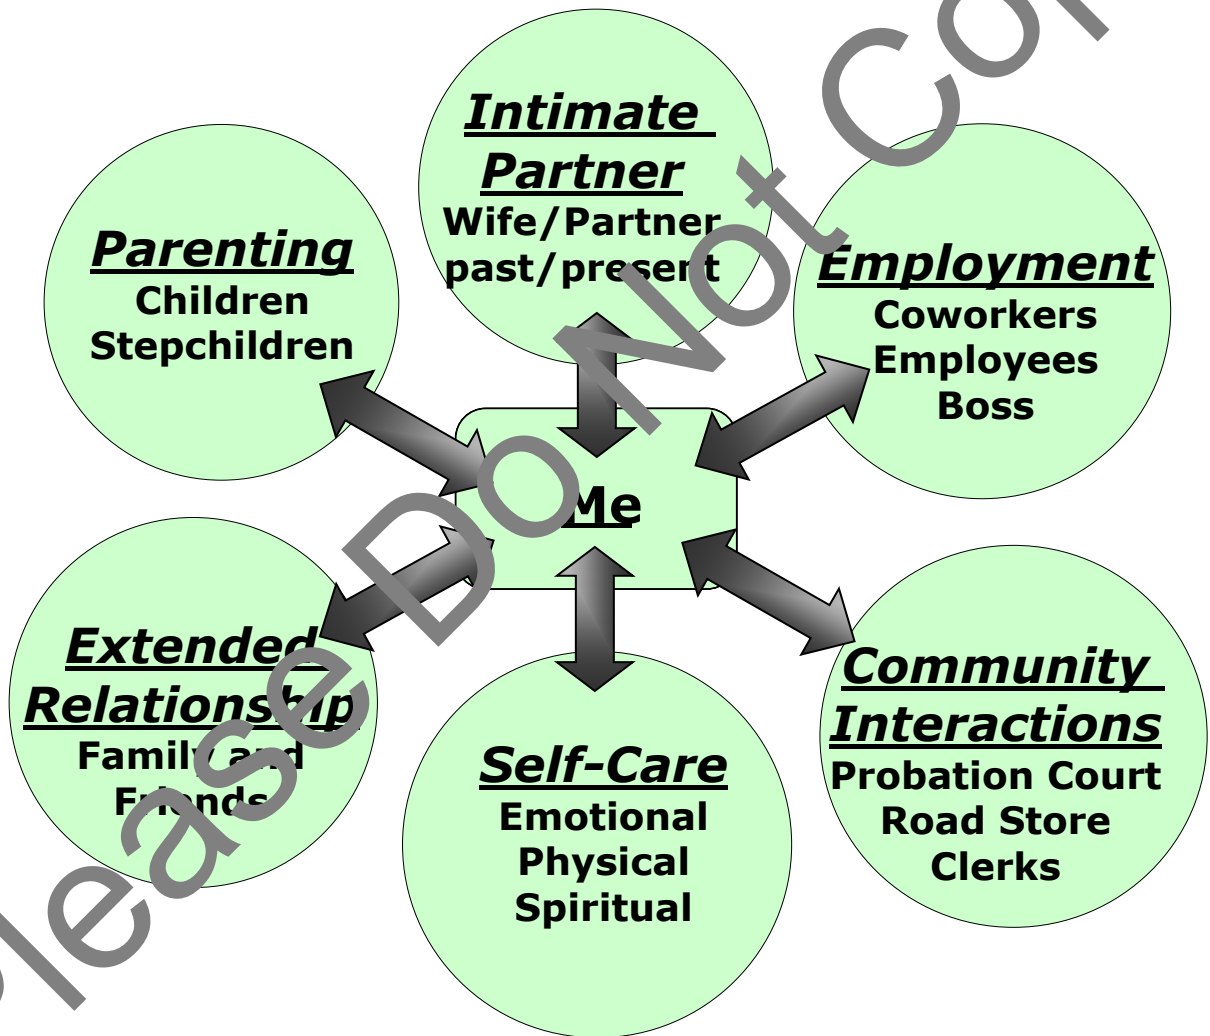 Intimate
Partner
Wife/Partner
past/present
Parenting
Children
Stepchildren
Employment
Coworkers
Employees
Boss
Me
Extended
Relationship
Family and
Friends
Self-Care
Emotional
Physical
Spiritual
Community
Interactions
Probation Court
Road Store
Clerks
Please Do Not Cop